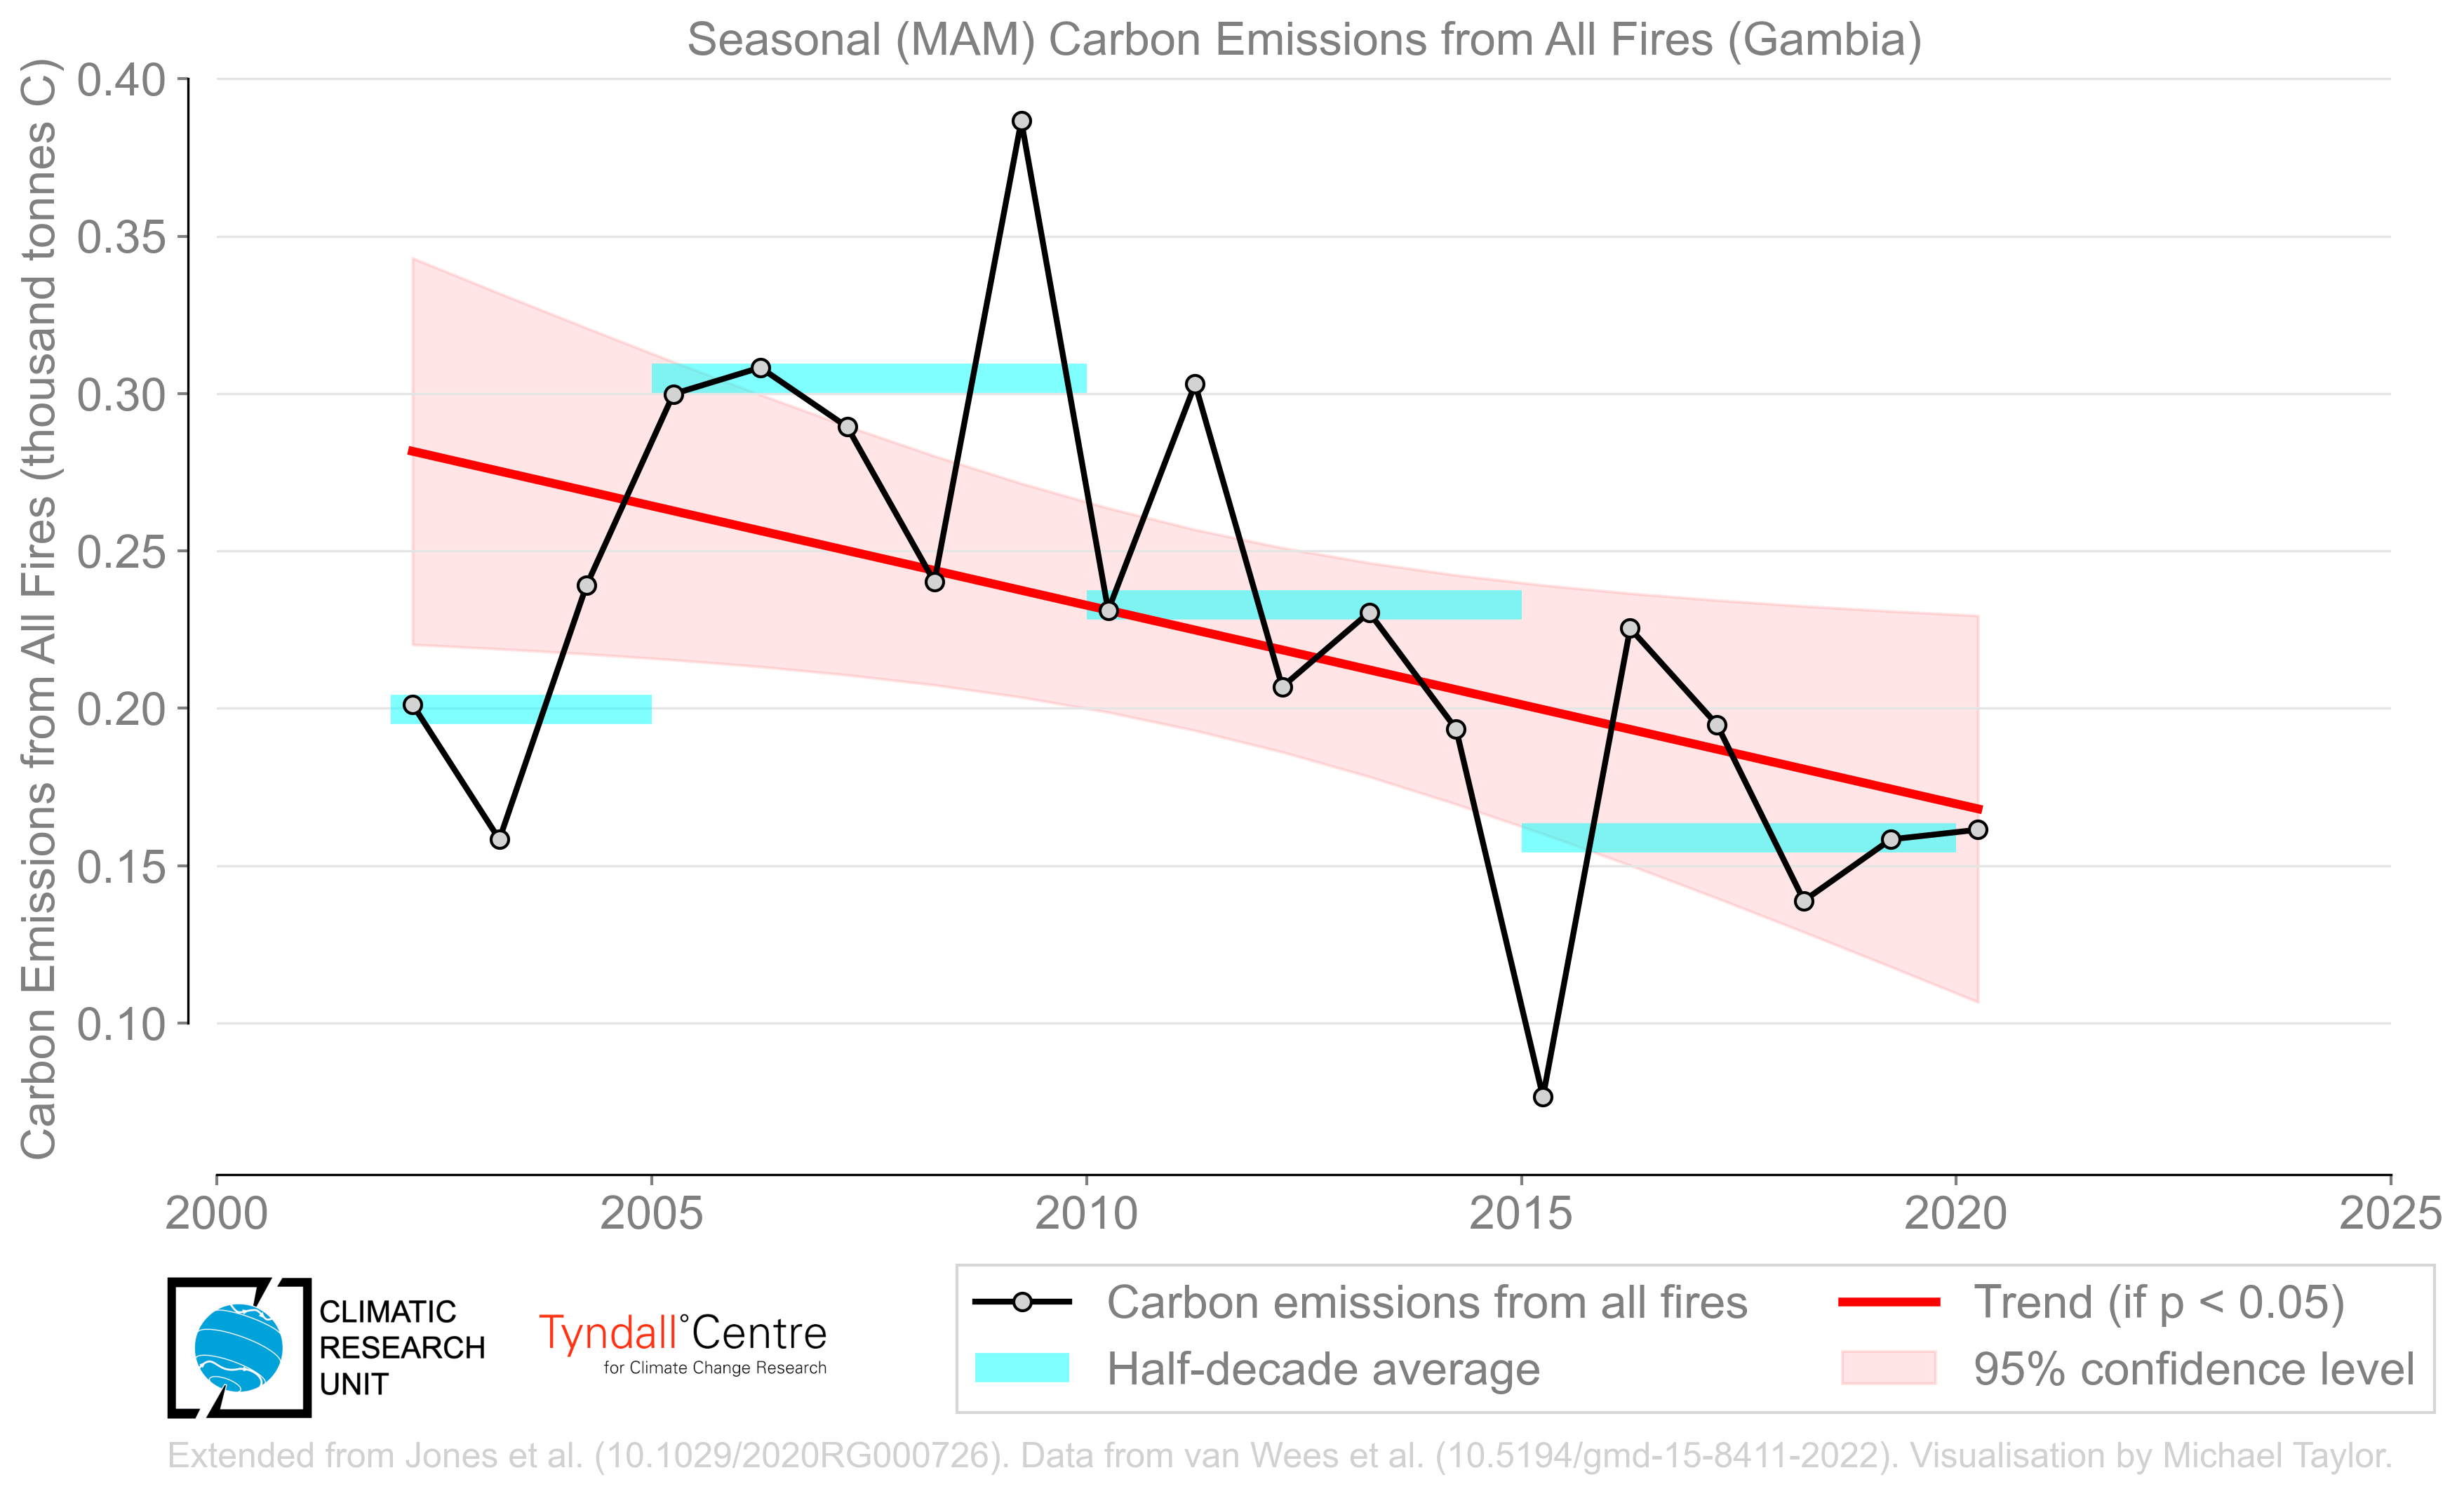 Seasonal (MAM) Carbon Emissions from All Fires (Gambia)
Carbon Emissions from All Fires (thousand tonnes C)
0.40
0.35
0.30
0.25
0.20
0.15
0.10
2000
2005
2010
2015
2020
2025
CLIMATIC
RESEARCH
UNIT
Tyndall°Centre
for Climate Change Research
Carbon emissions from all fires
Half-decade average
Trend (if p < 0.05)
95% confidence level
Extended from Jones et al. (10.1029/2020RG000726). Data from van Wees et al. (10.5194/gmd-15-8411-2022). Visualisation by Michael Taylor.